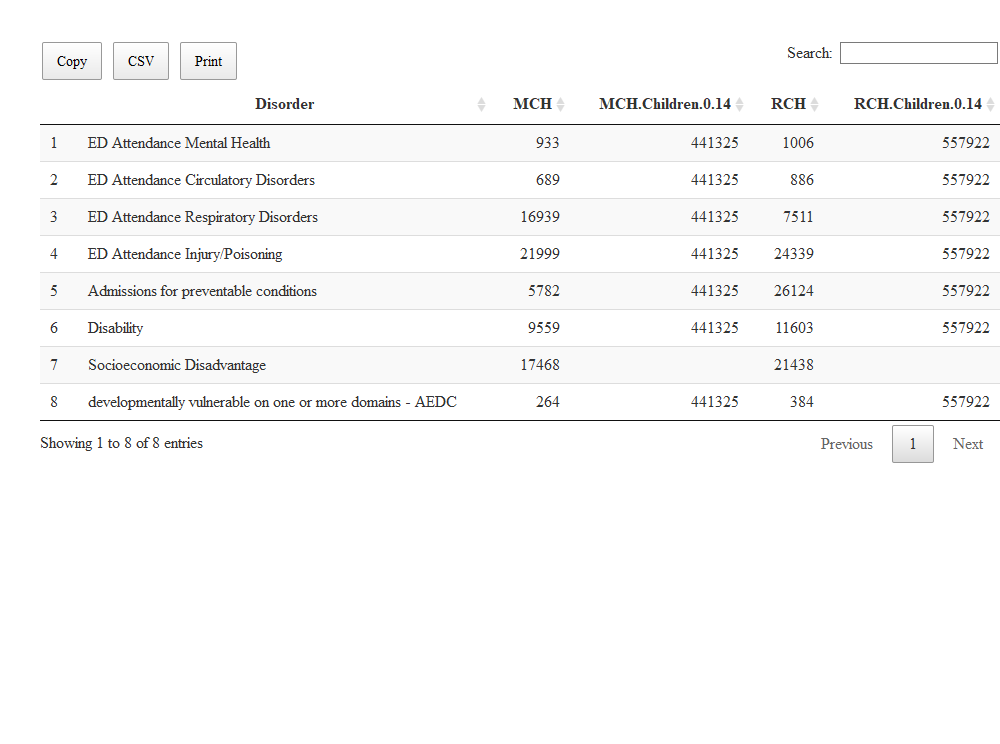 Copy CSV Print Search:
Disorder MCH MCH.Children.0.14 RCH RCH.Children.0.14
1 ED Attendance Mental Health 933 441325 1006 557922
2 ED Attendance Circulatory Disorders 689 441325 886 557922
3 ED Attendance Respiratory Disorders 16939 441325 7511 557922
4 ED Attendance Injury/Poisoning 21999 441325 24339 557922
5 Admissions for preventable conditions 5782 441325 26124 557922
6 Disability 9559 441325 11603 557922
7 Socioeconomic Disadvantage 17468 21438
8 developmentally vulnerable on one or more domains - AEDC 264 441325 384 557922
Showing 1 to 8 of 8 entries Previous 1 Next